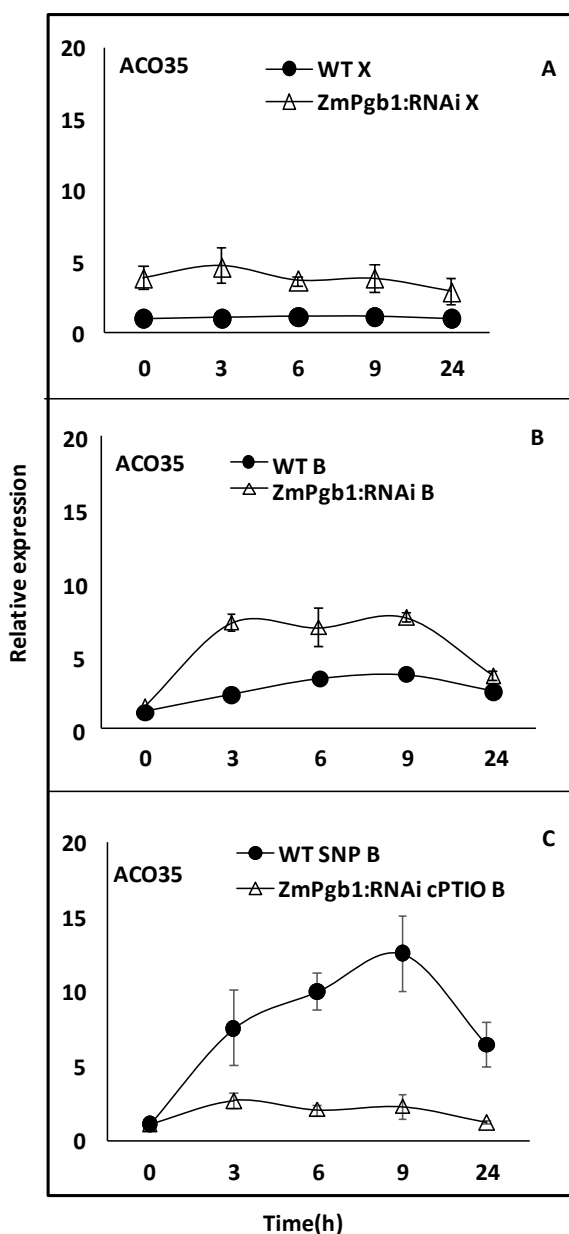 ACO35
WT X
A
ZmPgb1:RNAi X
20
15
10
5
0
0 3 6 9 24
ACO35
WT B
B
ZmPgb1:RNAi B
20
15
10
5
0
0 3 6 9 24
Relative expression
ACO35
WT SNP B
C
ZmPgb1:RNAi cPTIO B
20
15
10
5
0
0 3 6 9 24
Time(h)